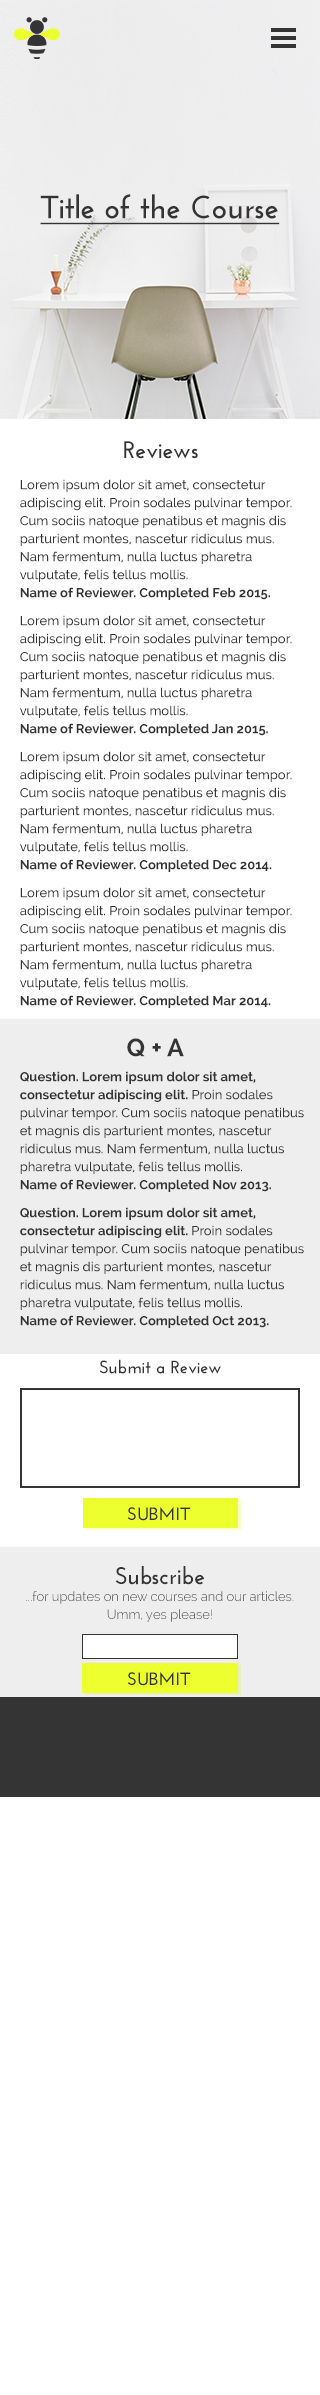 Title of the Course
Reviews
Lorem ipsum dolor sit amet, consectetur
adipiscing elit. Proin sodales pulvinar tempor.
Cum sociis natoque penatibus et magnis dis
parturient montes, nascetur ridiculus mus.
Nam fermentum, nulla luctus pharetra
vulputate, felis tellus mollis.
Name of Reviewer. Completed Feb 2015.
Lorem ipsum dolor sit amet, consectetur
adipiscing elit. Proin sodales pulvinar tempor.
Cum sociis natoque penatibus et magnis dis
parturient montes, nascetur ridiculus mus.
Nam fermentum, nulla luctus pharetra
vulputate, felis tellus mollis.
Name of Reviewer. Completed Jan 2015.
Lorem ipsum dolor sit amet, consectetur
adipiscing elit. Proin sodales pulvinar tempor.
Cum sociis natoque penatibus et magnis dis
parturient montes, nascetur ridiculus mus.
Nam fermentum, nulla luctus pharetra
vulputate, felis tellus mollis.
Name of Reviewer. Completed Dec 2014.
Lorem ipsum dolor sit amet, consectetur
adipiscing elit. Proin sodales pulvinar tempor.
Cum sociis natoque penatibus et magnis dis
parturient montes, nascetur ridiculus mus.
Nam fermentum, nulla luctus pharetra
vulputate, felis tellus mollis.
Name of Reviewer. Completed Mar 2014.
Q + A
Question. Lorem ipsum dolor sit amet,
consectetur adipiscing elit. Proin sodales
pulvinar tempor. Cum sociis natoque penatibus
et magnis dis parturient montes, nascetur
ridiculus mus. Nam fermentum, nulla luctus
pharetra vulputate, felis tellus mollis.
Name of Reviewer. Completed Nov 2013.
Question. Lorem ipsum dolor sit amet,
consectetur adipiscing elit. Proin sodales
pulvinar tempor. Cum sociis natoque penatibus
et magnis dis parturient montes, nascetur
ridiculus mus. Nam fermentum, nulla luctus
pharetra vulputate, felis tellus mollis.
Name of Reviewer. Completed Oct 2013.
Submit a Review
SUBMIT
Subscribe
...for updates on new courses and our articles.
Umm, yes please!
SUBMIT